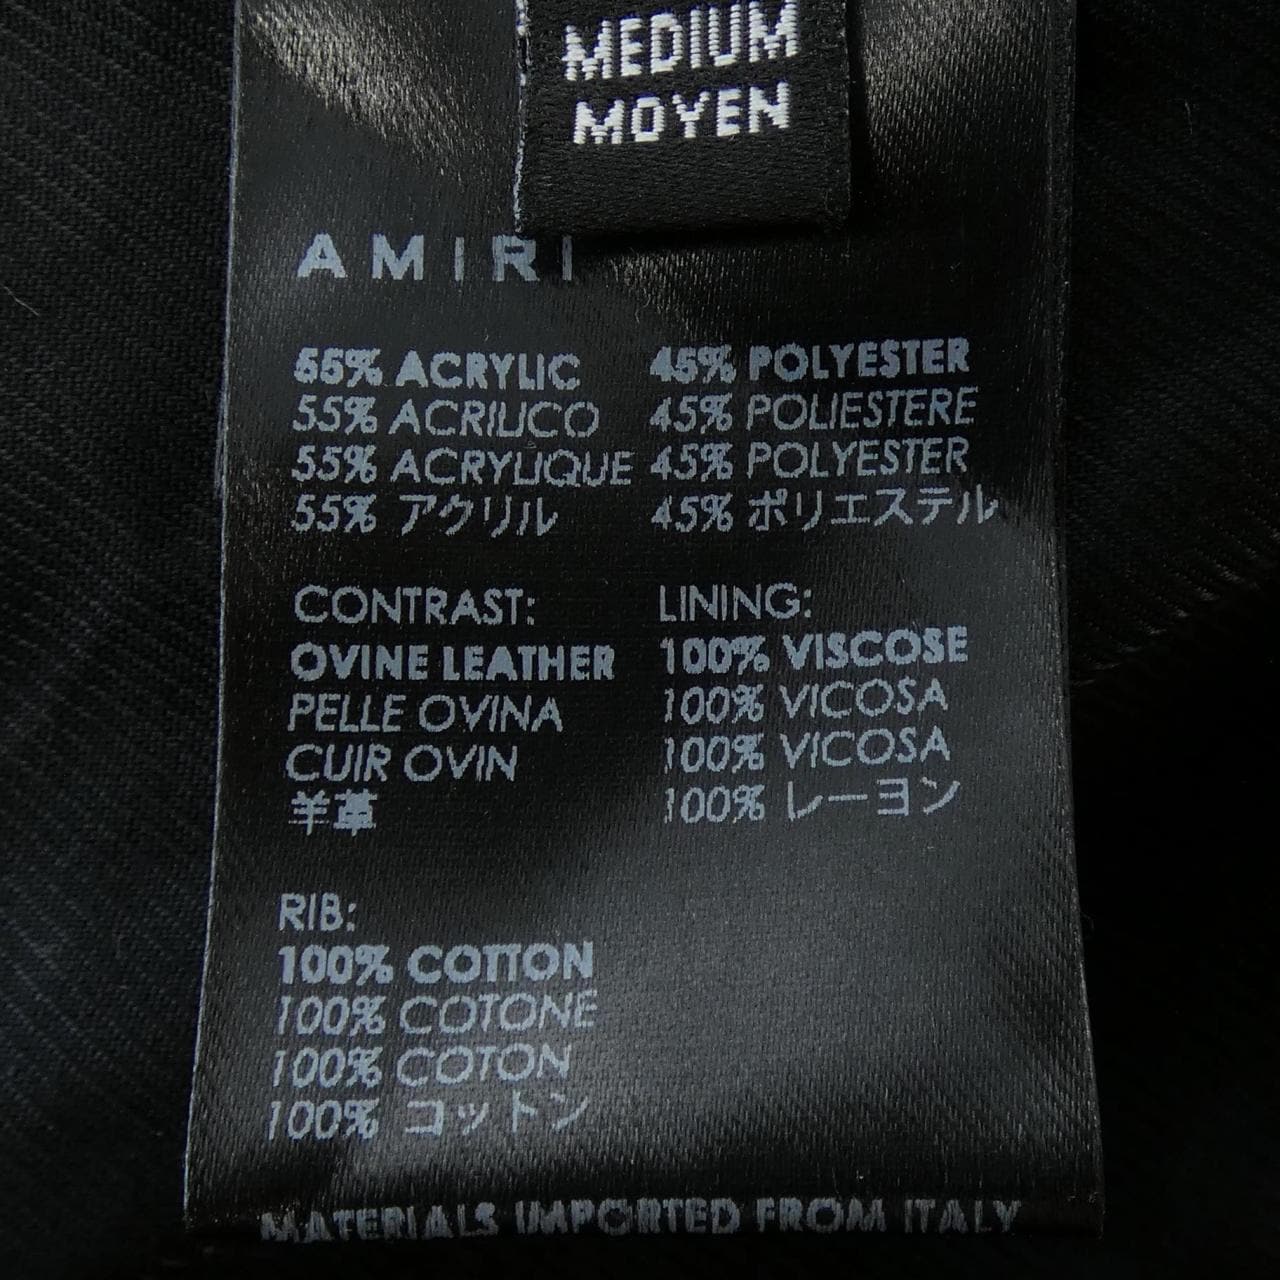 MEDIUM
MOYEN
AMIRI
55% ACRYLIC
55% ACRILICO
55% ACRYLIQUE
55% アクリル
45% POLYESTER
45% POLIESTERE
45% POLYESTER
45% ポリエステル
CONTRAST:
OVINE LEATHER
PELLE OVINA
CUIR OVIN
羊革
LINING:
100% VISCOSE
100% VICOSA
100% VICOSA
100% レーヨン
RIB:
100% COTTON
100% COTONE
100% COTON
100% コットン
MATERIALS IMPORTED FROM ITALY